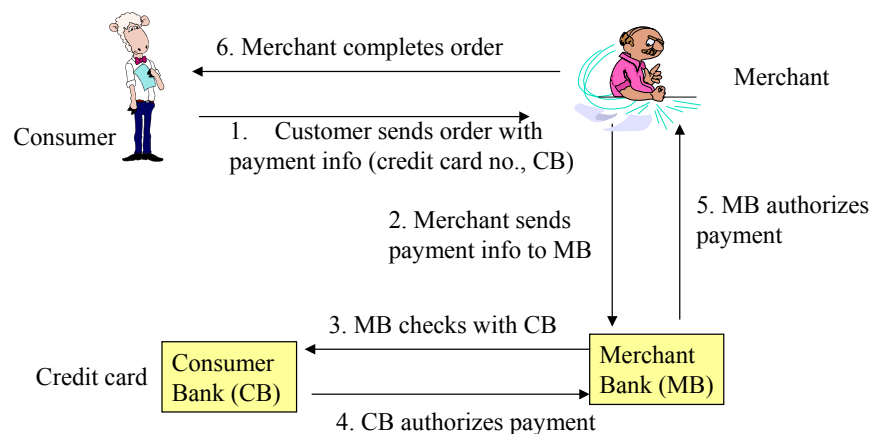 6. Merchant completes order
Merchant
Consumer
1. Customer sends order with
payment info (credit card no., CB)
2. Merchant sends
payment info to MB
5. MB authorizes
payment
3. MB checks with CB
Credit card
Consumer
Bank (CB)
Merchant
Bank (MB)
4. CB authorizes payment